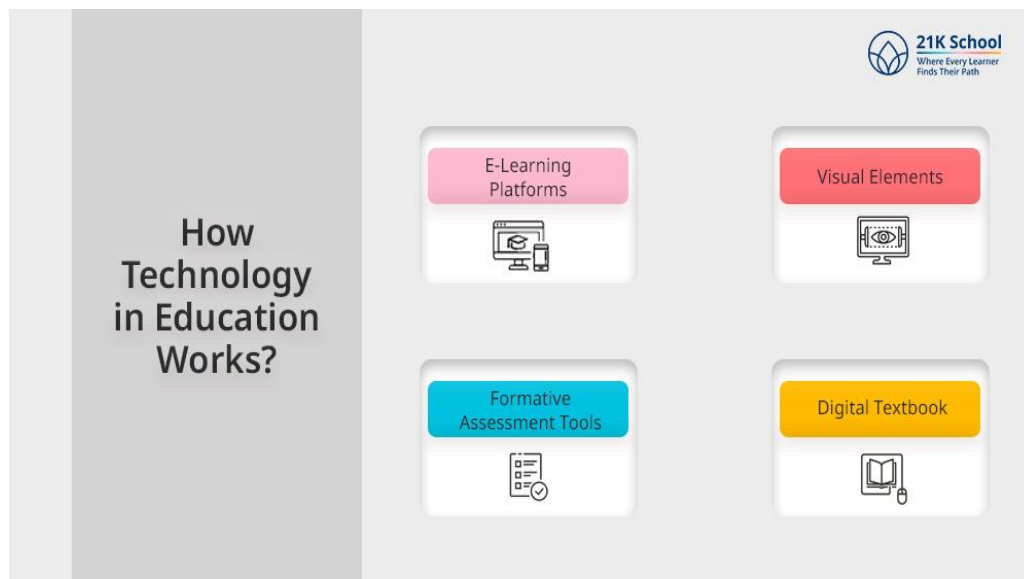 21K School
Where Every Learner
Finds Their Path
How
Technology
in Education
Works?
E-Learning
Platforms
Visual Elements
Formative
Assessment Tools
Digital Textbook